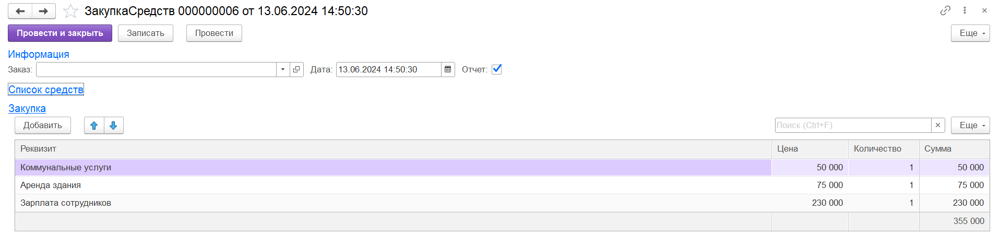 ЗакупкаСредств 000000006 от 13.06.2024 14:50:30
Провести и закрыть Записать Провести Еще
Информация
Заказ: Дата: 13.06.2024 14:50:30 Отчет:
Список средств
Закупка
Добавить Поиск (Ctrl+F) Еще
Реквизит Цена Количество Сумма
Коммунальные услуги 50 000 1 50 000
Аренда здания 75 000 1 75 000
Зарплата сотрудников 230 000 1 230 000
355 000